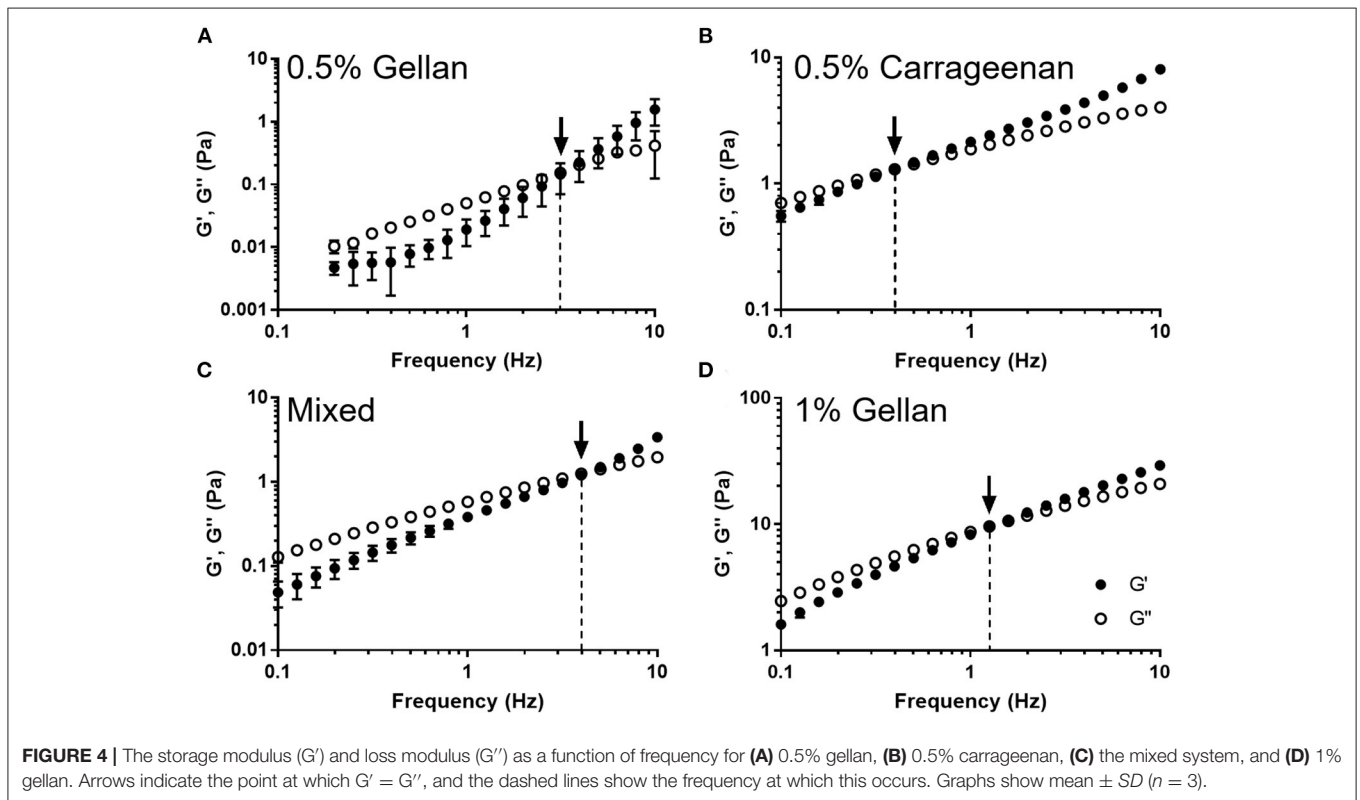 A
0.5% Gellan
10
1
0.1
0.01
0.001
G', G'' (Pa)
0.1
1
10
Frequency (Hz)
B
0.5% Carrageenan
10
1
0.1
G', G'' (Pa)
0.1
1
10
Frequency (Hz)
C
Mixed
10
1
0.1
0.01
G', G'' (Pa)
0.1
1
10
Frequency (Hz)
D
1% Gellan
100
10
1
G', G'' (Pa)
G'
G''
0.1
1
10
Frequency (Hz)
FIGURE 4 | The storage modulus (G′) and loss modulus (G′′) as a function of frequency for (A) 0.5% gellan, (B) 0.5% carrageenan, (C) the mixed system, and (D) 1%
gellan. Arrows indicate the point at which G′ = G′′, and the dashed lines show the frequency at which this occurs. Graphs show mean ± SD (n = 3).